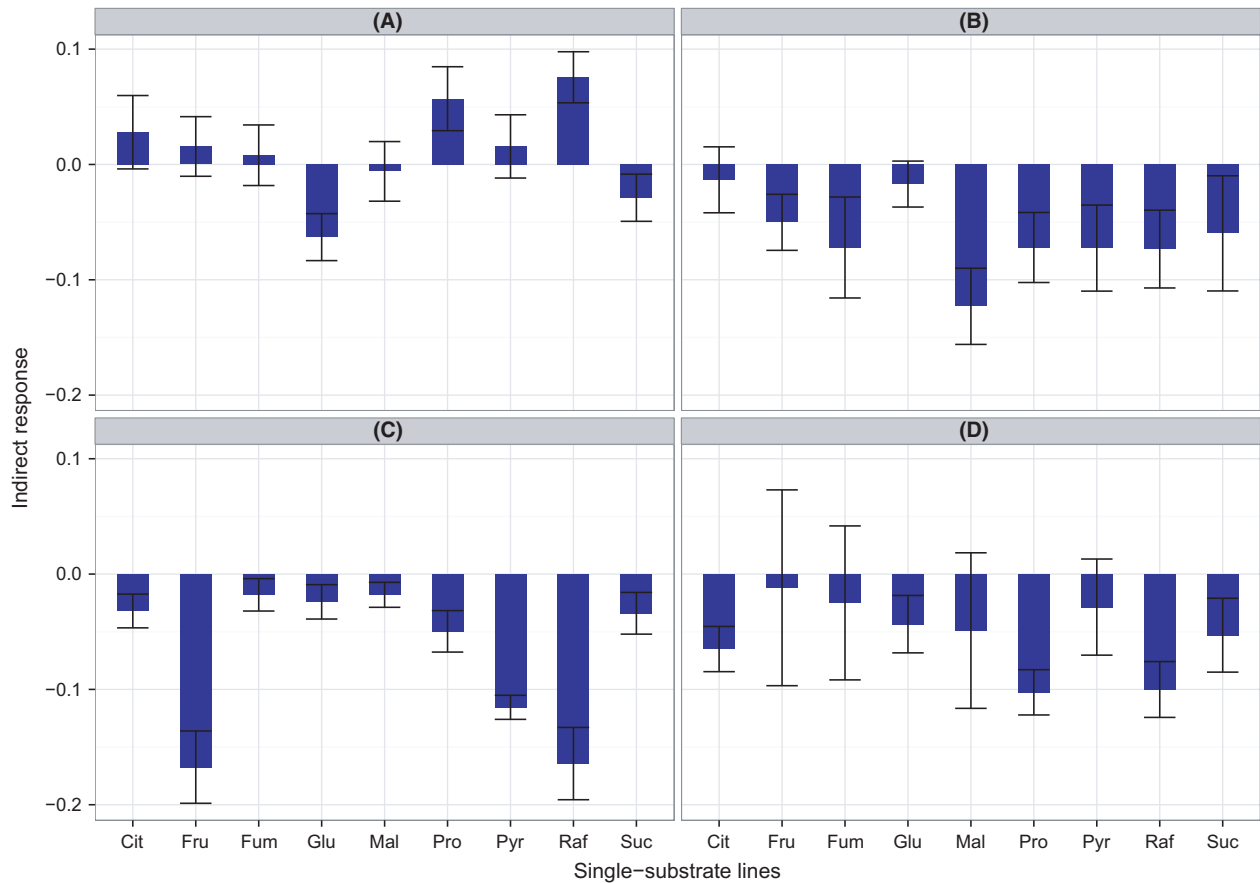 (A)
(B)
0.1
0.0
−0.1
−0.2
(C)
(D)
0.1
0.0
−0.1
−0.2
Indirect response
Cit Fru Fum Glu Mal Pro Pyr Raf Suc
Cit Fru Fum Glu Mal Pro Pyr Raf Suc
Single−substrate lines